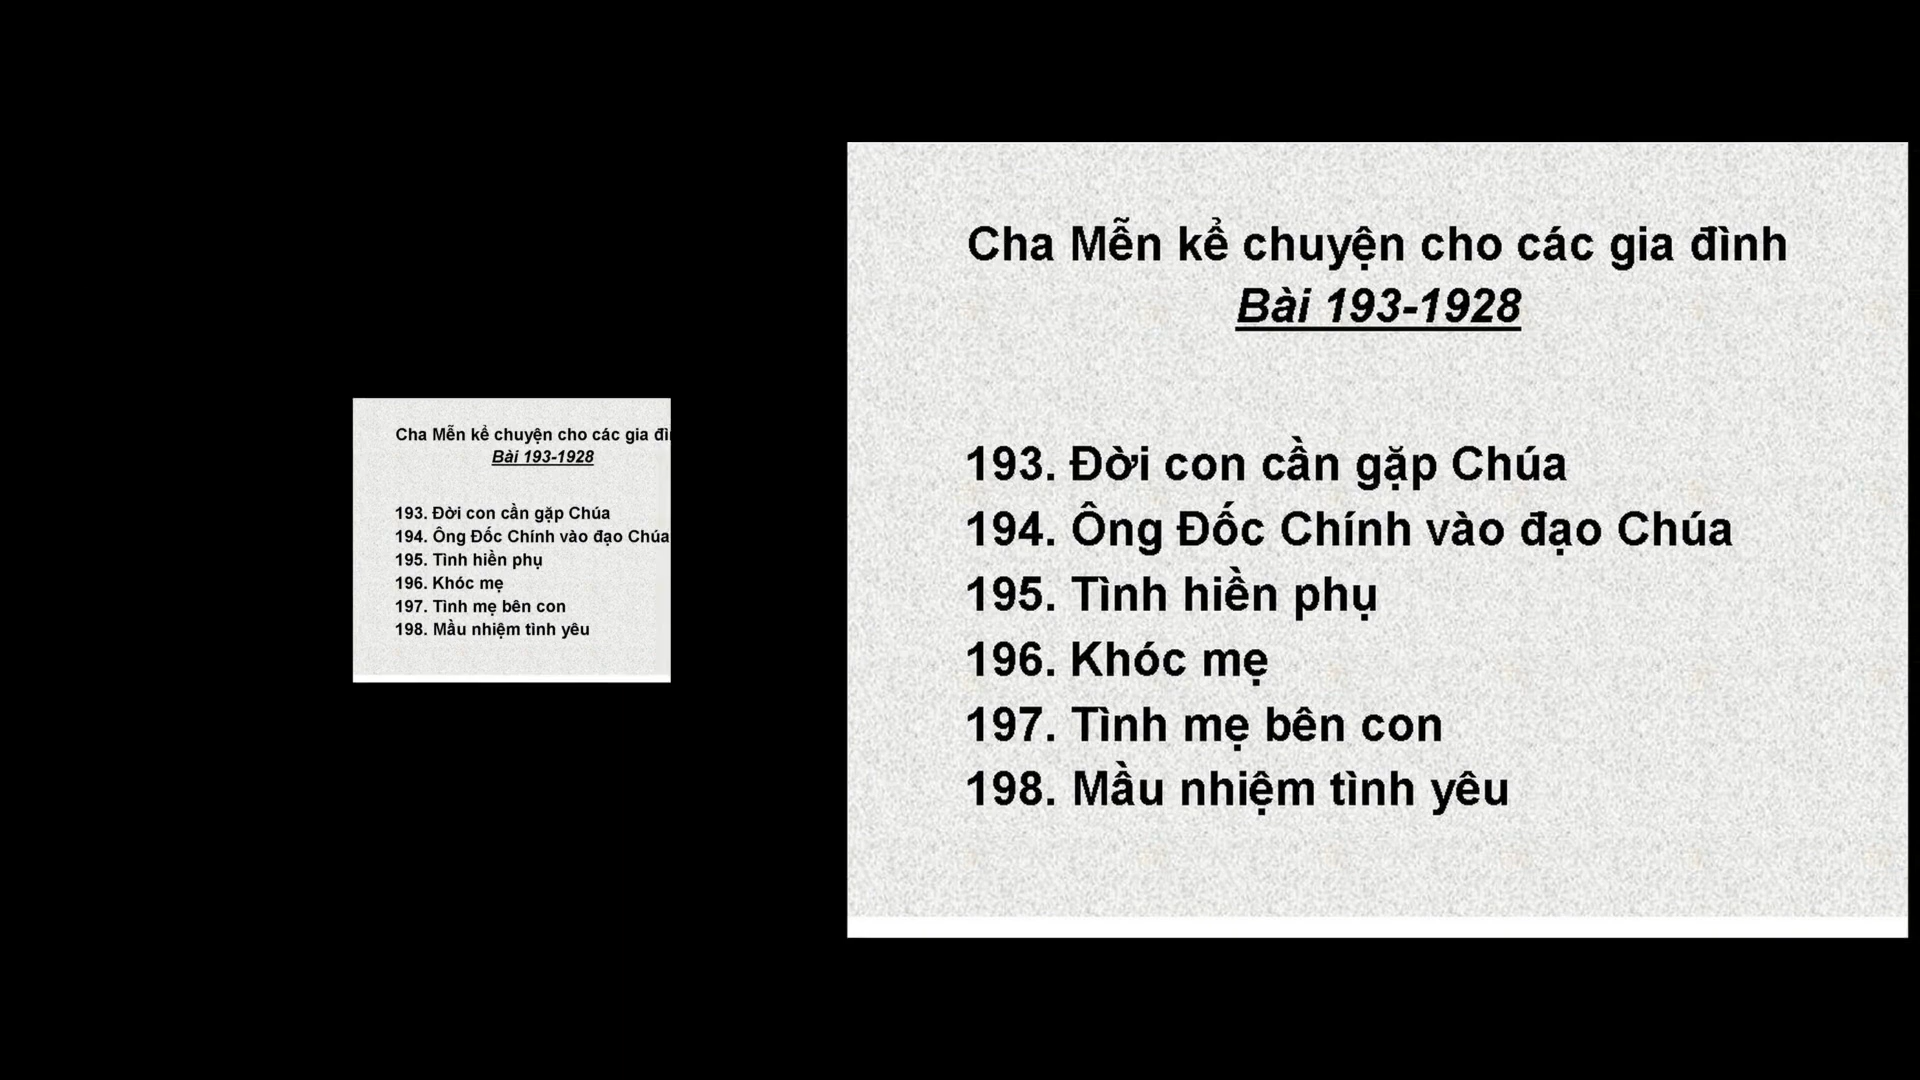 Cha Mễn kể chuyện cho các gia đì
Bài 193-1928
193. Đời con cần gặp Chúa
194. Ông Đốc Chính vào đạo Chúa
195. Tình hiền phụ
196. Khóc mẹ
197. Tình mẹ bên con
198. Mầu nhiệm tình yêu
Cha Mễn kể chuyện cho các gia đình
Bài 193-1928
193. Đời con cần gặp Chúa
194. Ông Đốc Chính vào đạo Chúa
195. Tình hiền phụ
196. Khóc mẹ
197. Tình mẹ bên con
198. Mầu nhiệm tình yêu